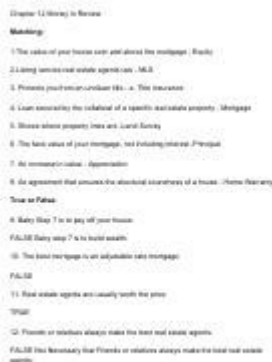 Chapter 12 Money In Review
Matching:
1. The value of your house over and above the mortgage - Equity
2. Listing service real estate agents use - MLS
3. Protects you from an unclear title - a. Title Insurance
4. Loan secured by the collateral of a specific real estate property - Mortgage
5. Shows where property lines are - Land Survey
6. The face value of your mortgage, not including interest - Principal
7. An increase in value - Appreciation
8. An agreement that ensures the structural soundness of a house - Home Warranty
True or False:
9. Baby Step 7 is to pay off your house.
FALSE Baby step 7 is to build wealth.
10. The best mortgage is an adjustable rate mortgage.
FALSE
11. Real estate agents are usually worth the price.
TRUE
12. Friends or relatives always make the best real estate agents.
FALSE Not Necessarily that Friends or relatives always make the best real estate
agents.